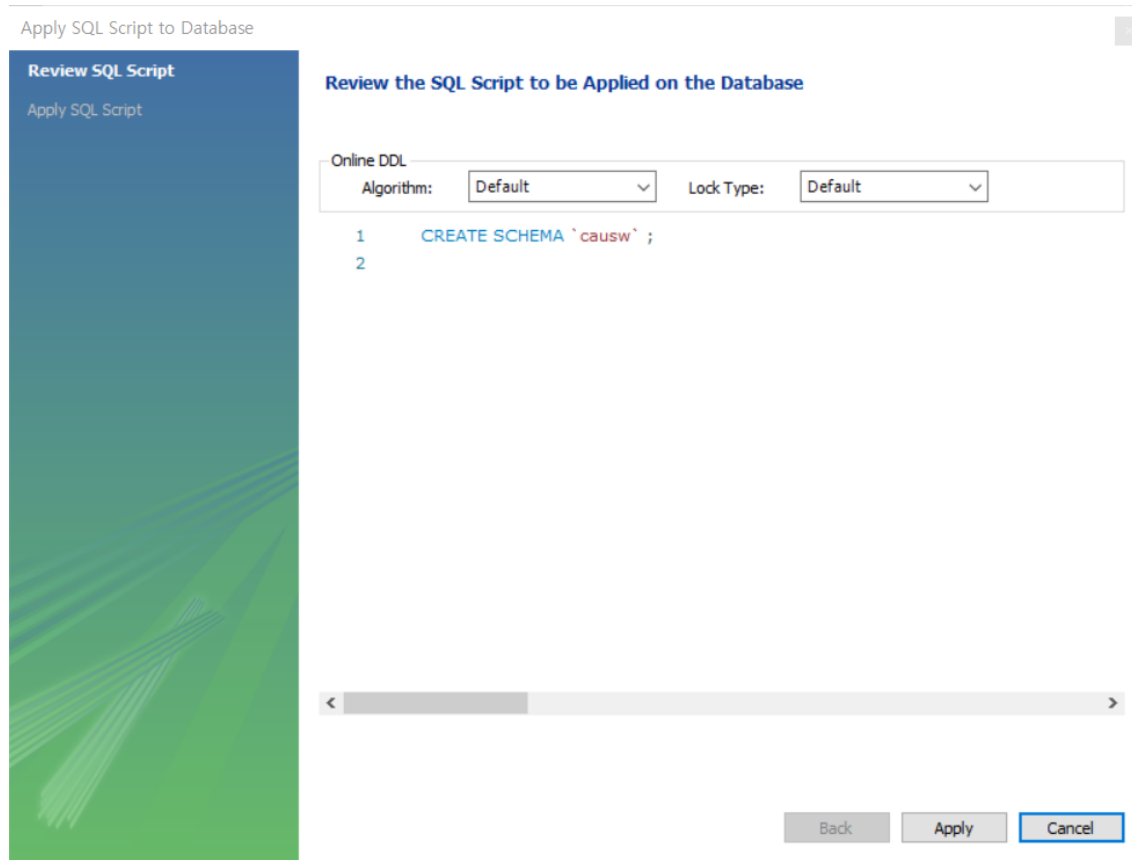 Apply SQL Script to Database
Review SQL Script
Apply SQL Script
Review the SQL Script to be Applied on the Database
Online DDL
Algorithm: Default Lock Type: Default
1 CREATE SCHEMA `causw` ;
2
Back Apply Cancel